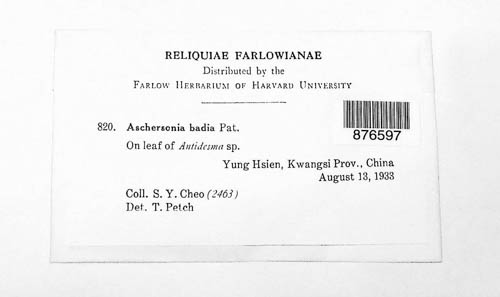 RELIQUIAE FARLOWIANAE
Distributed by the
FARLOW HERBARIUM OF HARVARD UNIVERSITY
876597
820. Aschersonia badia Pat.
On leaf of Antidesma sp.
Yung Hsien, Kwangsi Prov., China
August 13, 1933
Coll. S. Y. Cheo (2463)
Det. T. Petch